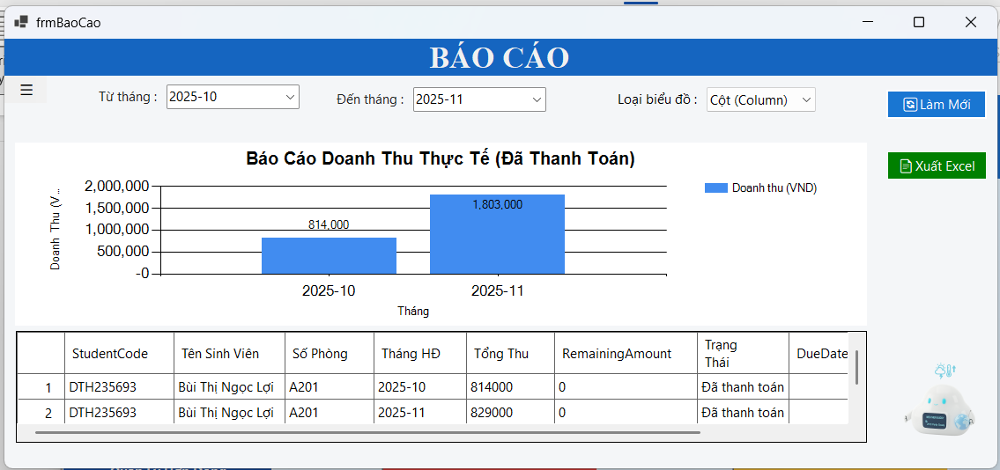 frmBaoCao
BÁO CÁO
Từ tháng : 2025-10 Đến tháng : 2025-11 Loại biểu đồ : Cột (Column) Làm Mới
Xuất Excel
Báo Cáo Doanh Thu Thực Tế (Đã Thanh Toán)
Doanh Thu (V...
2,000,000
1,500,000
1,000,000
500,000
-0
814,000
1,803,000
2025-10 2025-11
Tháng
Doanh thu (VND)
StudentCode Tên Sinh Viên Số Phòng Tháng HĐ Tổng Thu RemainingAmount Trạng Thái DueDate
1 DTH235693 Bùi Thị Ngọc Lợi A201 2025-10 814000 0 Đã thanh toán
2 DTH235693 Bùi Thị Ngọc Lợi A201 2025-11 829000 0 Đã thanh toán